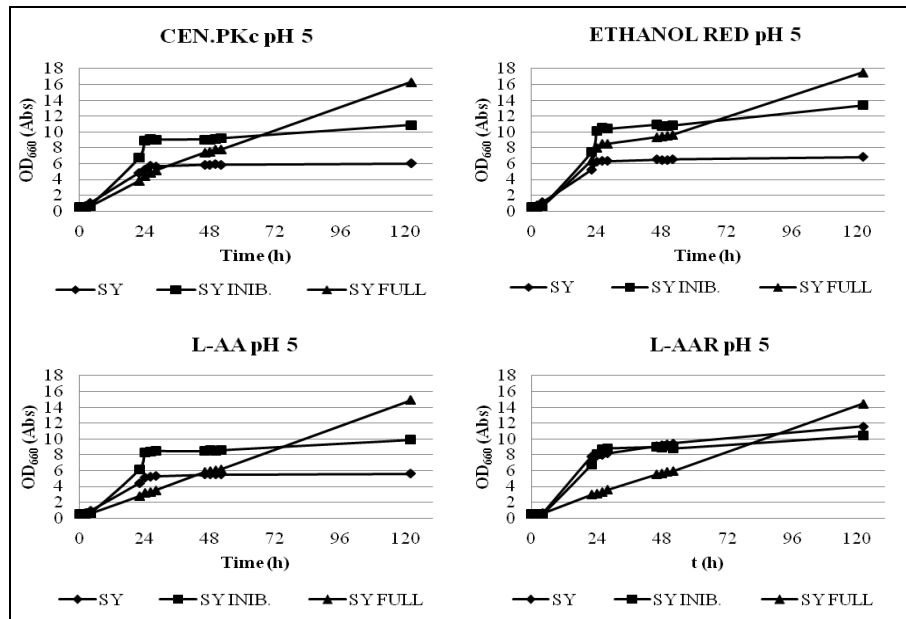 CEN.PKc pH 5
OD660 (Abs)
18
16
14
12
10
8
6
4
2
0
0 24 48 72 96 120
Time (h)
SY SY INIB. SY FULL
ETHANOL RED pH 5
OD660 (Abs)
18
16
14
12
10
8
6
4
2
0
0 24 48 72 96 120
Time (h)
SY SY INIB. SY FULL
L-AA pH 5
OD660 (Abs)
18
16
14
12
10
8
6
4
2
0
0 24 48 72 96 120
Time (h)
SY SY INIB. SY FULL
L-AAR pH 5
OD660 (Abs)
18
16
14
12
10
8
6
4
2
0
0 24 48 72 96 120
t (h)
SY SY INIB. SY FULL